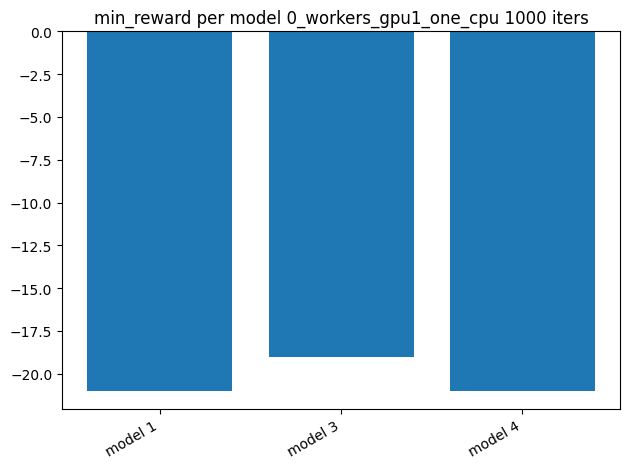 min_reward per model 0_workers_gpu1_one_cpu 1000 iters
0.0
−2.5
−5.0
−7.5
−10.0
−12.5
−15.0
−17.5
−20.0
model 1
model 3
model 4